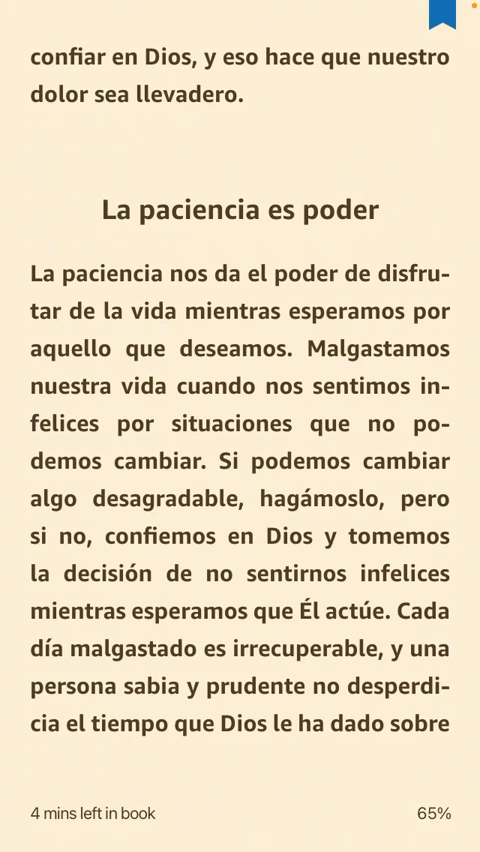 confiar en Dios, y eso hace que nuestro
dolor sea llevadero.
La paciencia es poder
La paciencia nos da el poder de disfru-
tar de la vida mientras esperamos por
aquello que deseamos. Malgastamos
nuestra vida cuando nos sentimos in-
felices por situaciones que no po-
demos cambiar. Si podemos cambiar
algo desagradable, hagámoslo, pero
si no, confiemos en Dios y tomemos
la decisión de no sentirnos infelices
mientras esperamos que Él actúe. Cada
día malgastado es irrecuperable, y una
persona sabia y prudente no desperdi-
cia el tiempo que Dios le ha dado sobre
4 mins left in book 65%